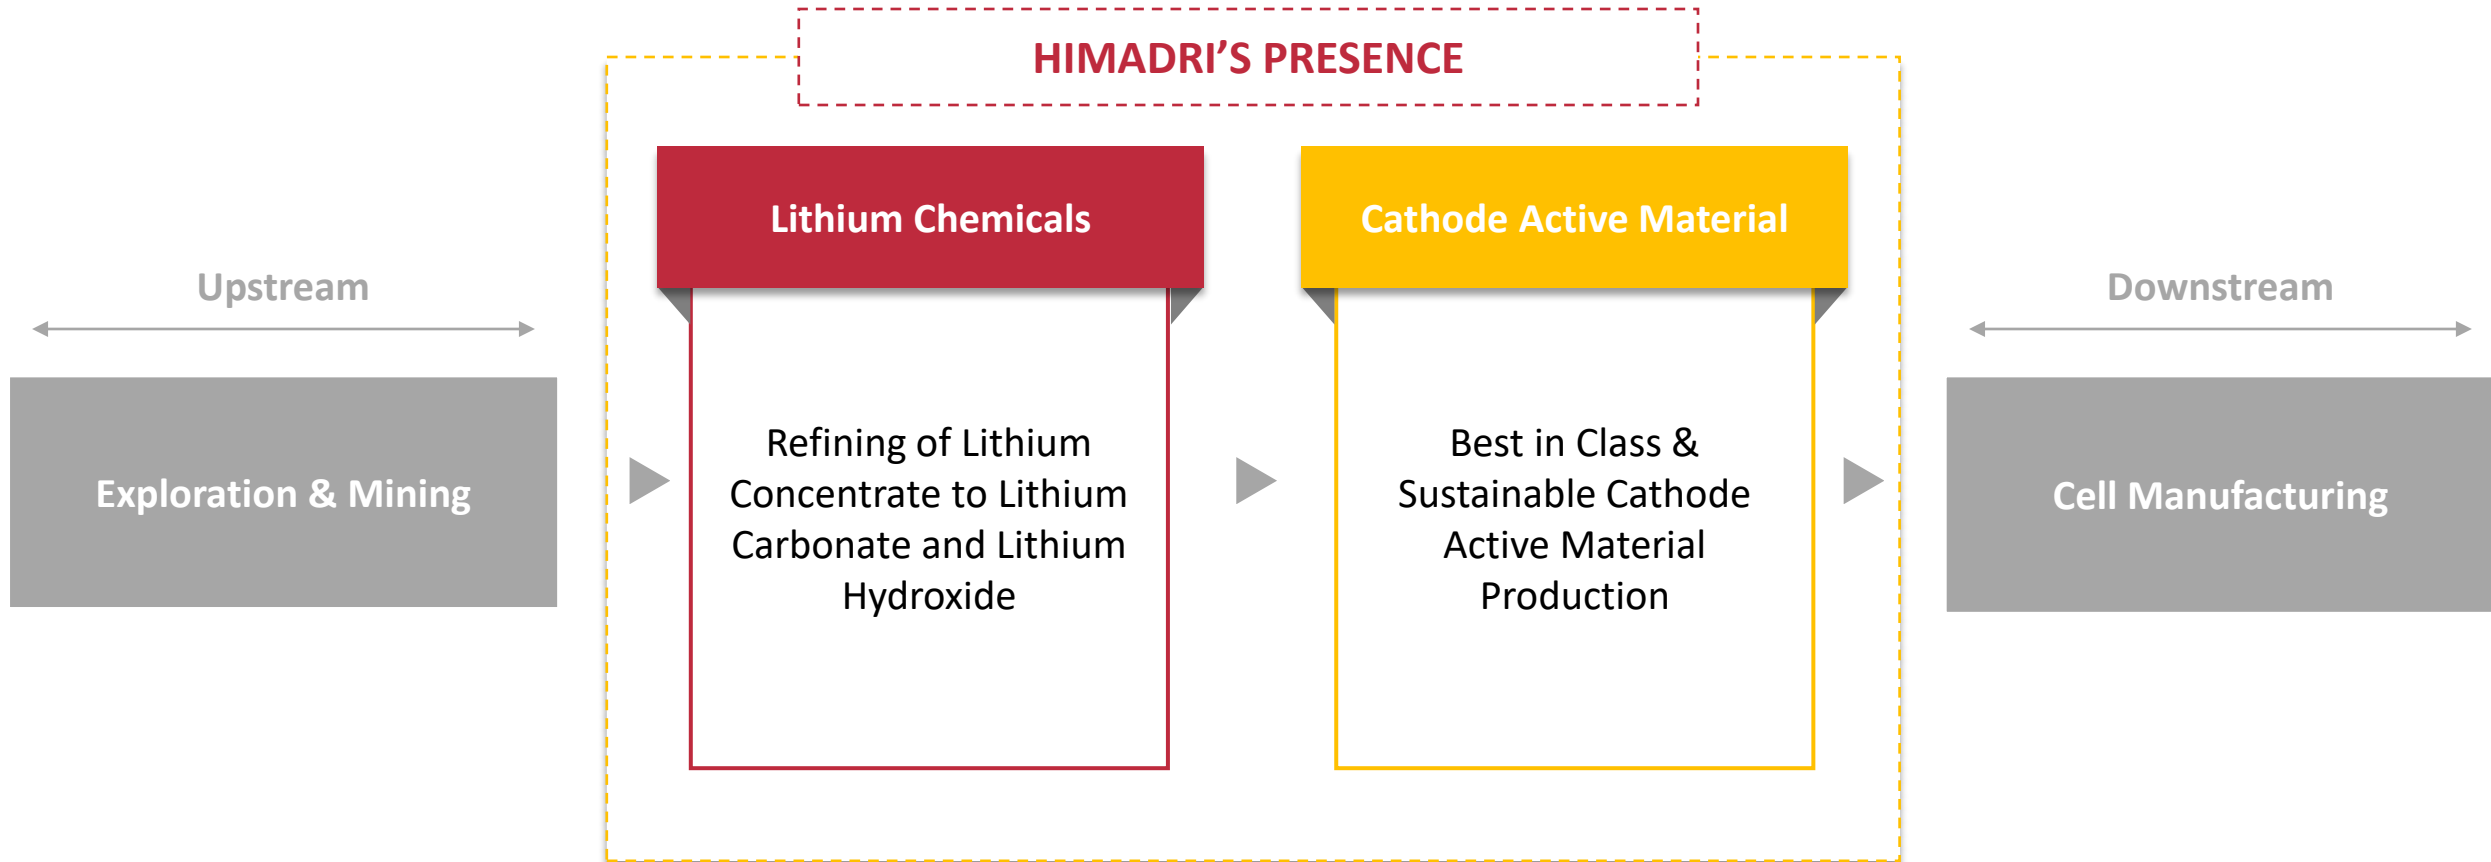 HIMADRI’S PRESENCE
Upstream
Exploration & Mining
Lithium Chemicals
Refining of Lithium
Concentrate to Lithium
Carbonate and Lithium
Hydroxide
Cathode Active Material
Best in Class &
Sustainable Cathode
Active Material
Production
Downstream
Cell Manufacturing